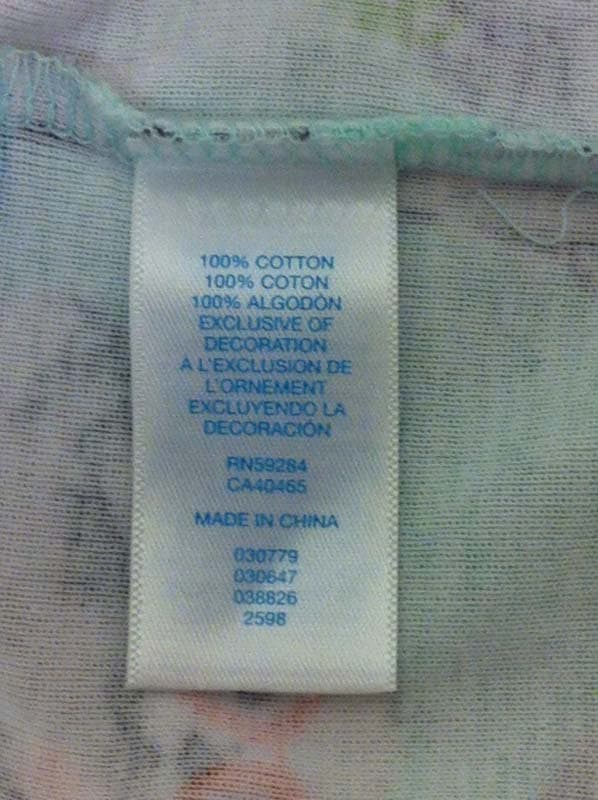 100% COTTON
100% COTON
100% ALGODÓN
EXCLUSIVE OF
DECORATION
A L'EXCLUSION DE
L'ORNEMENT
EXCLUYENDO LA
DECORACIÓN
RN59284
CA40465
MADE IN CHINA
030779
030647
038826
2598